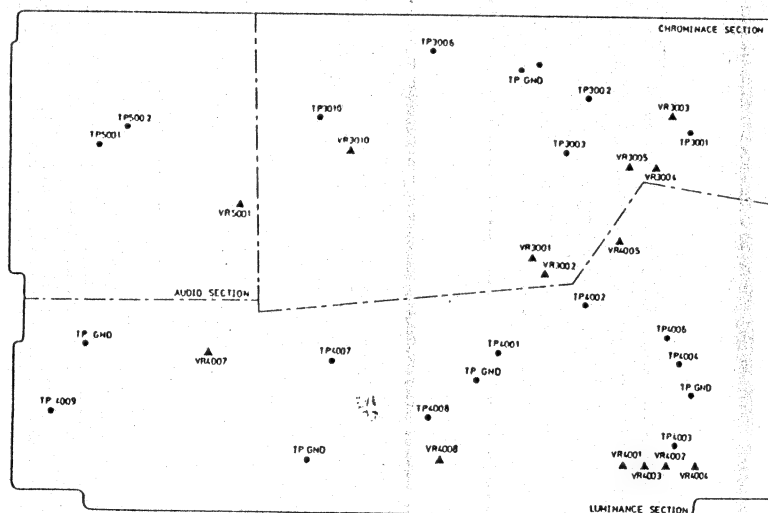 CHROMINACE SECTION
TP3006
TP GND
TP3002
TP3010
VR3003
TP5002
TP5001
TP3001
VR3010
TP3003
VR3005
VR3004
VR5001
VR4005
VR3001
VR3002
AUDIO SECTION
TP4002
TP GND
VR4007
TP4007
TP4001
TP4006
TP4004
TP GND
TP GND
TP 4009
TP4008
TP4003
TP GND
VR4008
VR4001
VR4002
VR4003
VR4004
LUMINANCE SECTION